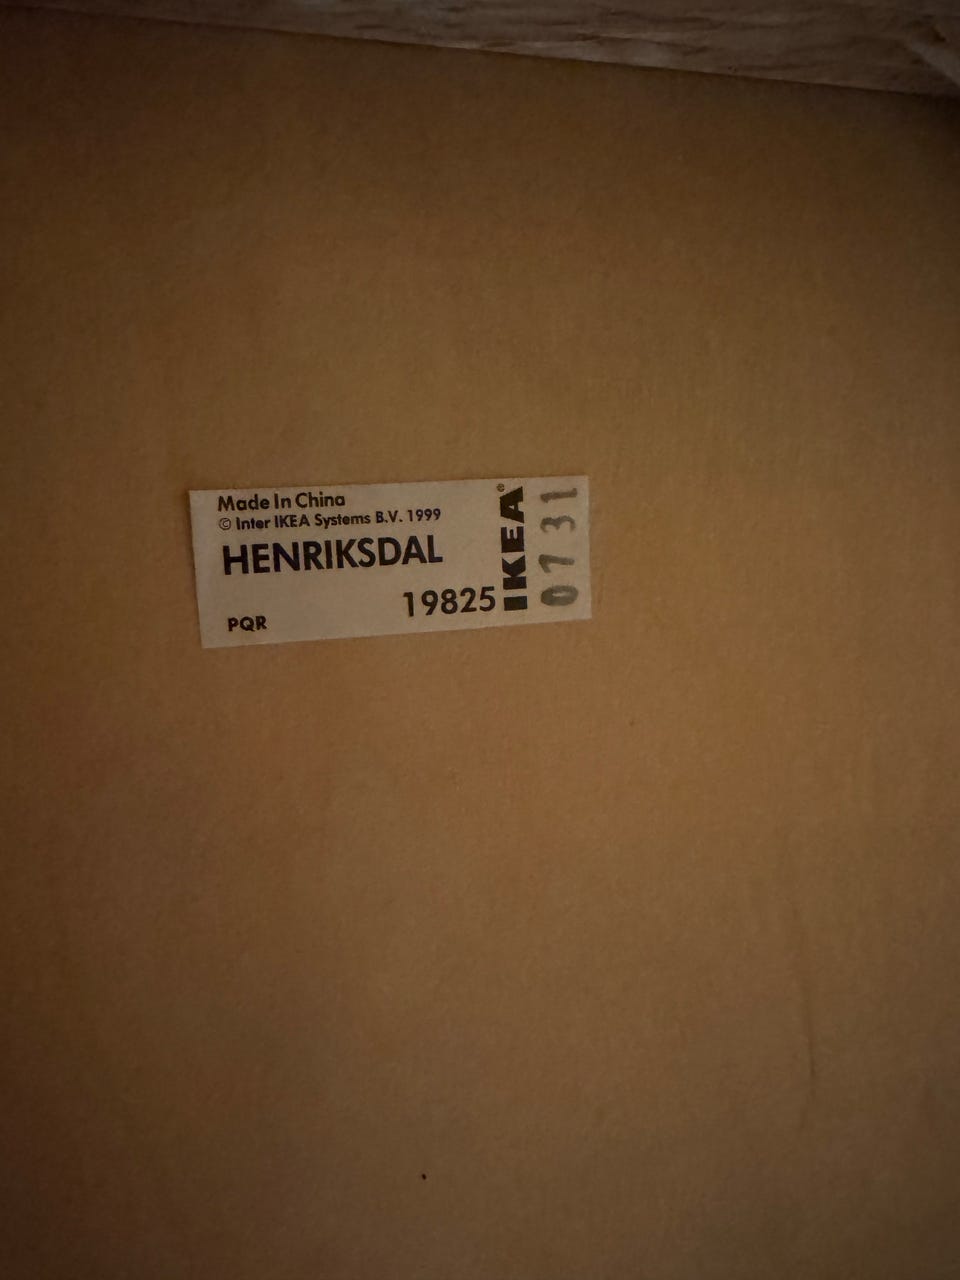 Made In China
© Inter IKEA Systems B.V. 1999
HENRIKSDAL
19825
PQR
IKEA®
0731